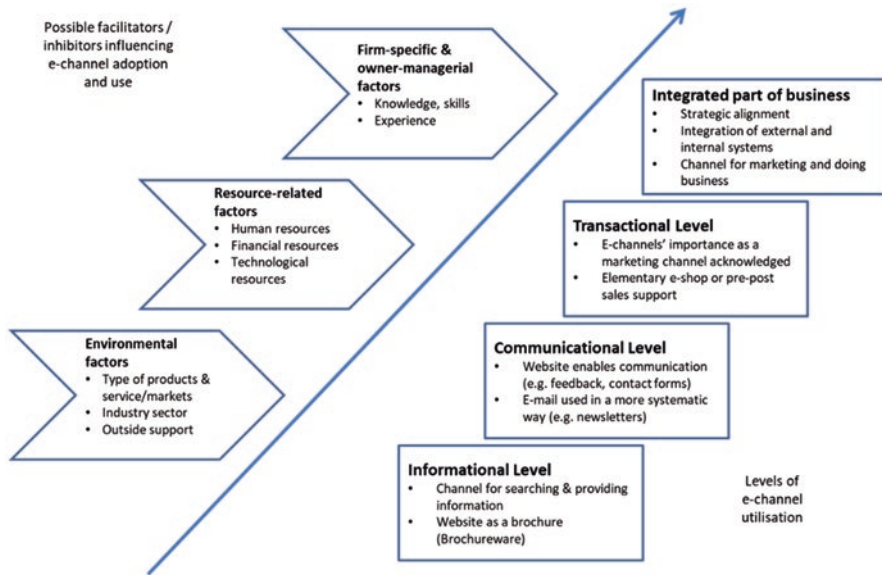 Possible facilitators /
inhibitors influencing
e-channel adoption
and use
Firm-specific &
owner-managerial
factors
• Knowledge, skills
• Experience
Resource-related
factors
• Human resources
• Financial resources
• Technological
resources
Environmental
factors
• Type of products &
service/markets
• Industry sector
• Outside support
Integrated part of business
• Strategic alignment
• Integration of external and
internal systems
• Channel for marketing and doing
business
Transactional Level
• E-channels' importance as a
marketing channel acknowledged
• Elementary e-shop or pre-post
sales support
Communicational Level
• Website enables communication
(e.g. feedback, contact forms)
• E-mail used in a more systematic
way (e.g. newsletters)
Informational Level
• Channel for searching & providing
information
• Website as a brochure
(Brochureware)
Levels of
e-channel
utilisation